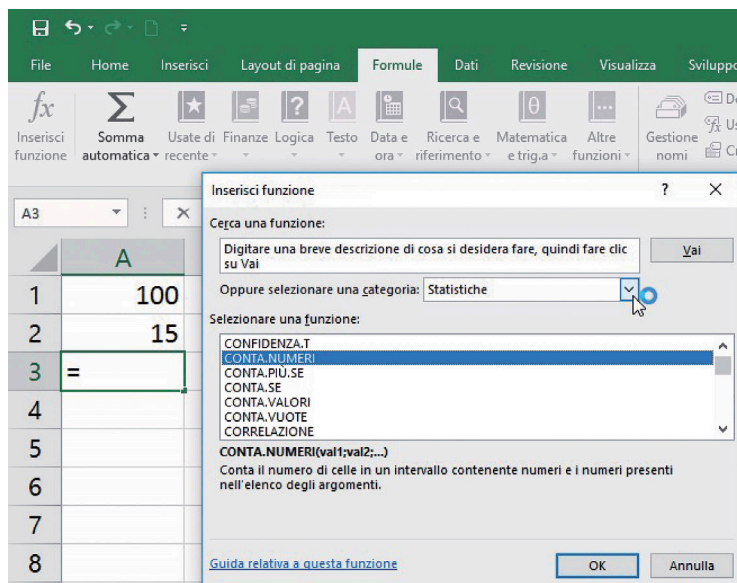 File Home Inserisci Layout di pagina Formule Dati Revisione Visualizza Sviluppo
fx Σ ? A θ ...
Inserisci funzione
Somma automatica
Usate di recente
Finanze
Logica
Testo
Data e ora
Ricerca e riferimento
Matematica e trig.a
Altre funzioni
Gestione nomi
Inserisci funzione ? ×
A3
Cerca una funzione:
Digitare una breve descrizione di cosa si desidera fare, quindi fare clic
su Vai
Vai
Oppure selezionare una categoria: Statistiche
Selezionare una funzione:
CONFIDENZA.T
CONTA.NUMERI
CONTA.PIÙ.SE
CONTA.SE
CONTA.VALORI
CONTA.VUOTE
CORRELAZIONE
CONTA.NUMERI(val1;val2;...)
Conta il numero di celle in un intervallo contenente numeri e i numeri presenti
nell'elenco degli argomenti.
Guida relativa a questa funzione
OK Annulla
A
1 100
2 15
3 =
4
5
6
7
8